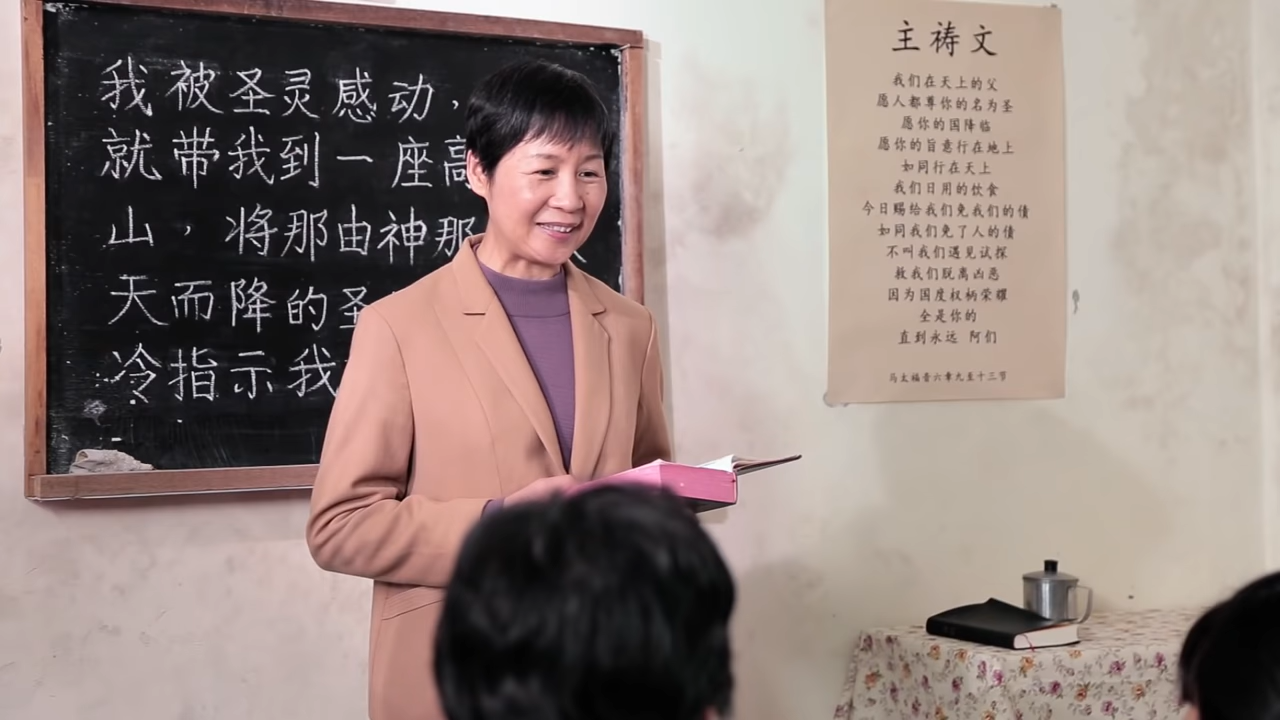 我被圣灵感动，
就带我到一座高
山，将那由神那
天而降的圣
冷指示我
主祷文
我们在天上的父
愿人都尊你的名为圣
愿你的国降临
愿你的旨意行在地上
如同行在天上
我们日用的饮食
今日赐给我们免我们的债
如同我们免了人的债
不叫我们遇见试探
救我们脱离凶恶
因为国度权柄荣耀
全是你的
直到永远 阿们
马太福音六章九至十三节